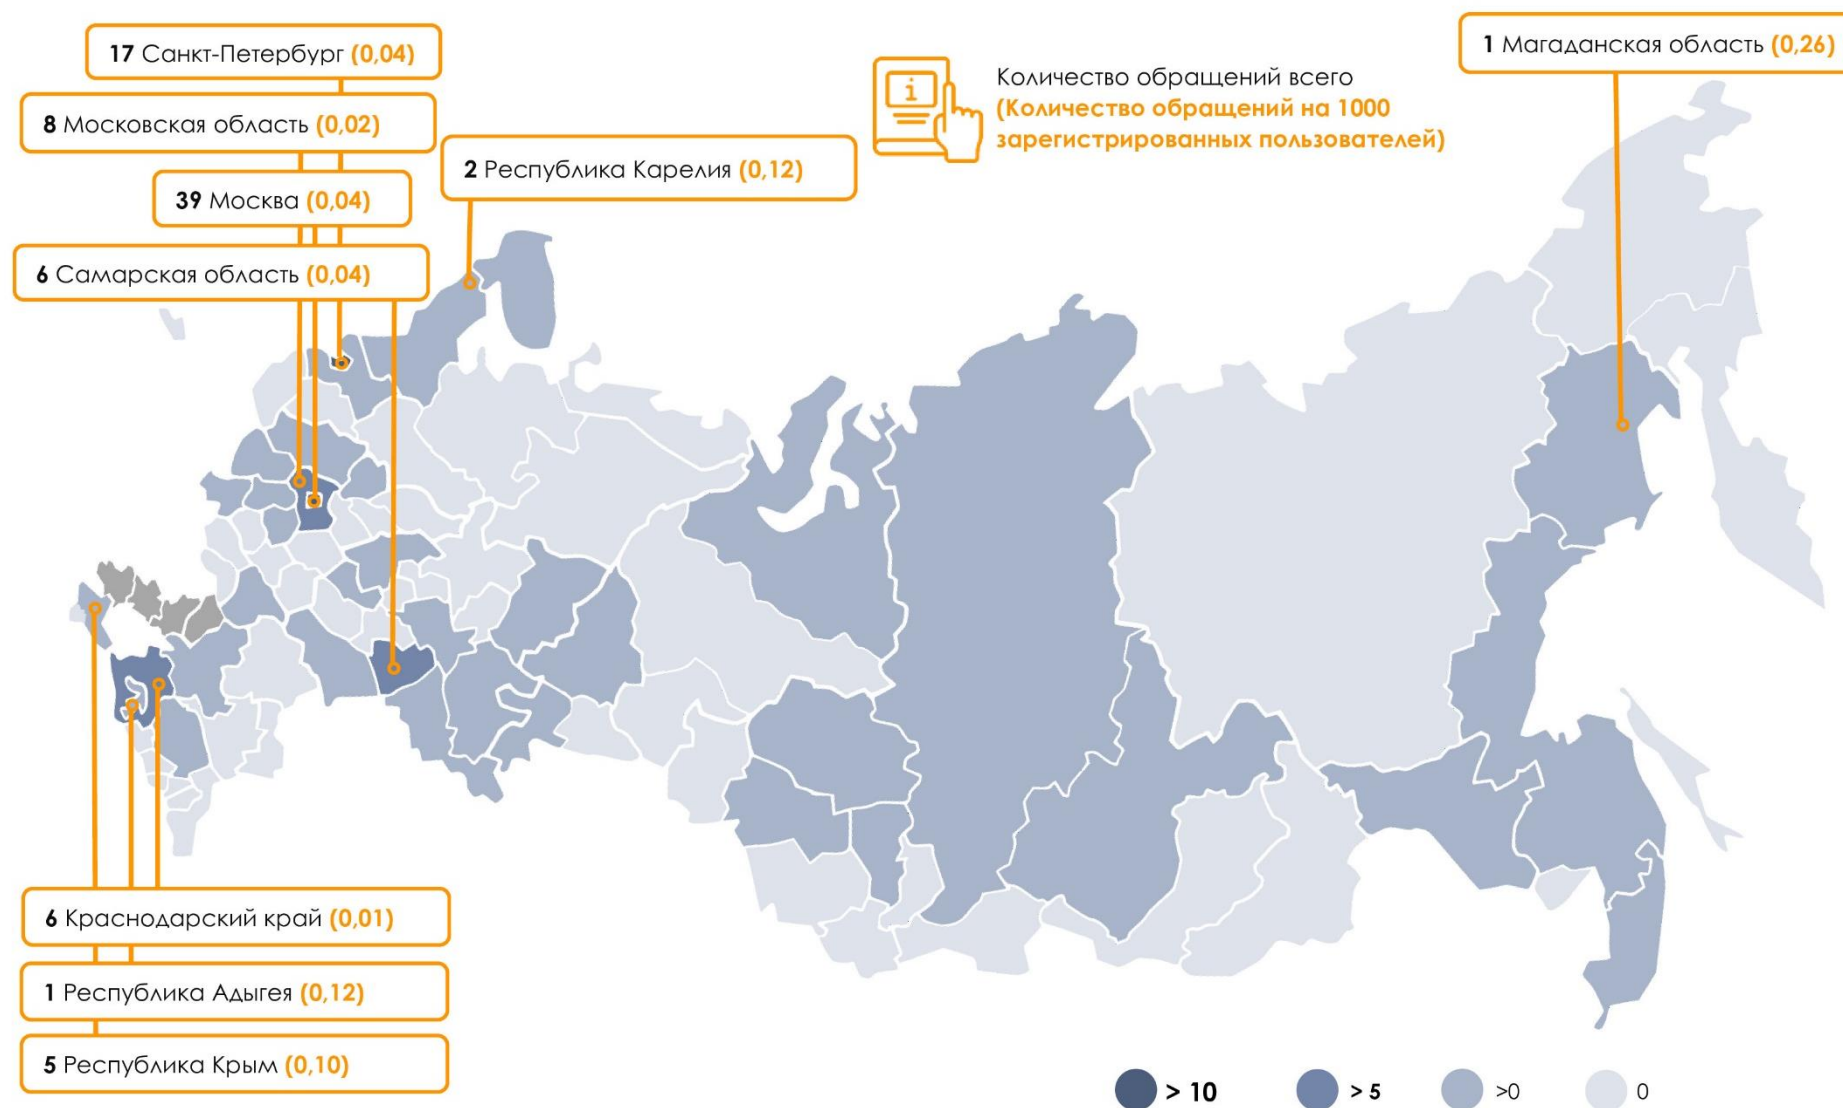 17 Санкт-Петербург (0,04)
8 Московская область (0,02)
39 Москва (0,04)
6 Самарская область (0,04)
2 Республика Карелия (0,12)
i
Количество обращений всего
(Количество обращений на 1000
зарегистрированных пользователей)
1 Магаданская область (0,26)
6 Краснодарский край (0,01)
1 Республика Адыгея (0,12)
5 Республика Крым (0,10)
> 10
> 5
>0
0